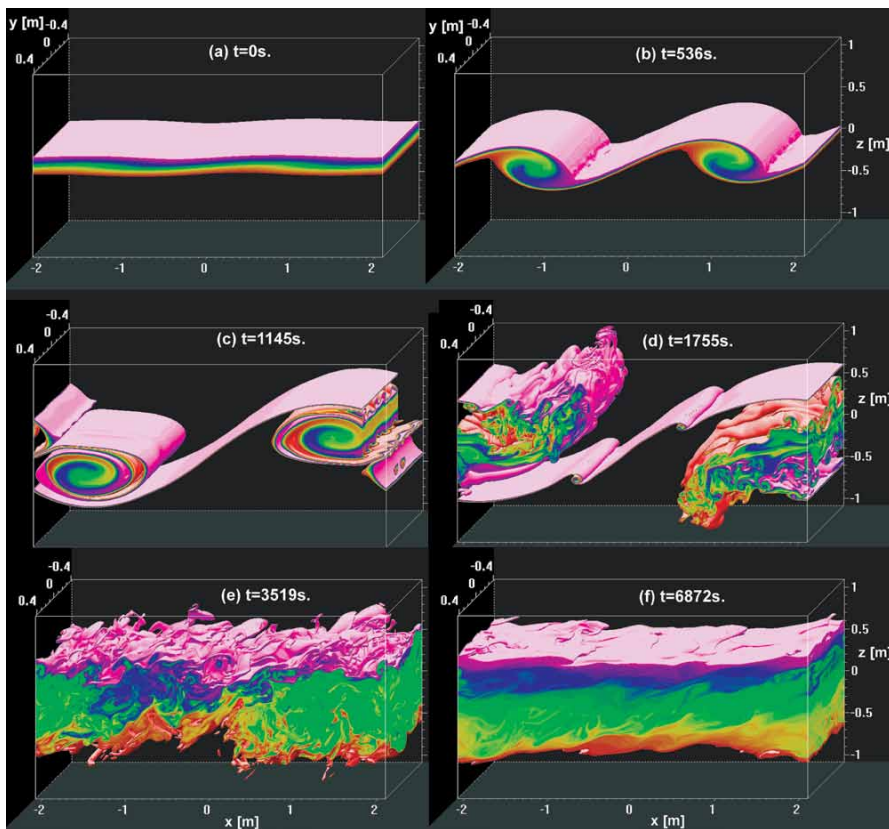 y [m] -0.4
0
0.4
(a) t=0s.
-2 -1 0 1 2
y [m] -0.4
0
0.4
(b) t=536s.
1
0.5
0
z [m]
-0.5
-1
-2 -1 0 1 2
-0.4
0
0.4
(c) t=1145s.
-0.4
0
0.4
(d) t=1755s.
1
0.5
z [m] 0
-0.5
-1
-0.4
0
0.4
(e) t=3519s.
-2 -1 0 1 2
x [m]
-0.4
0
0.4
(f) t=6872s.
1
0.5
z [m] 0
-0.5
-1
-2 -1 0 1 2
x [m]